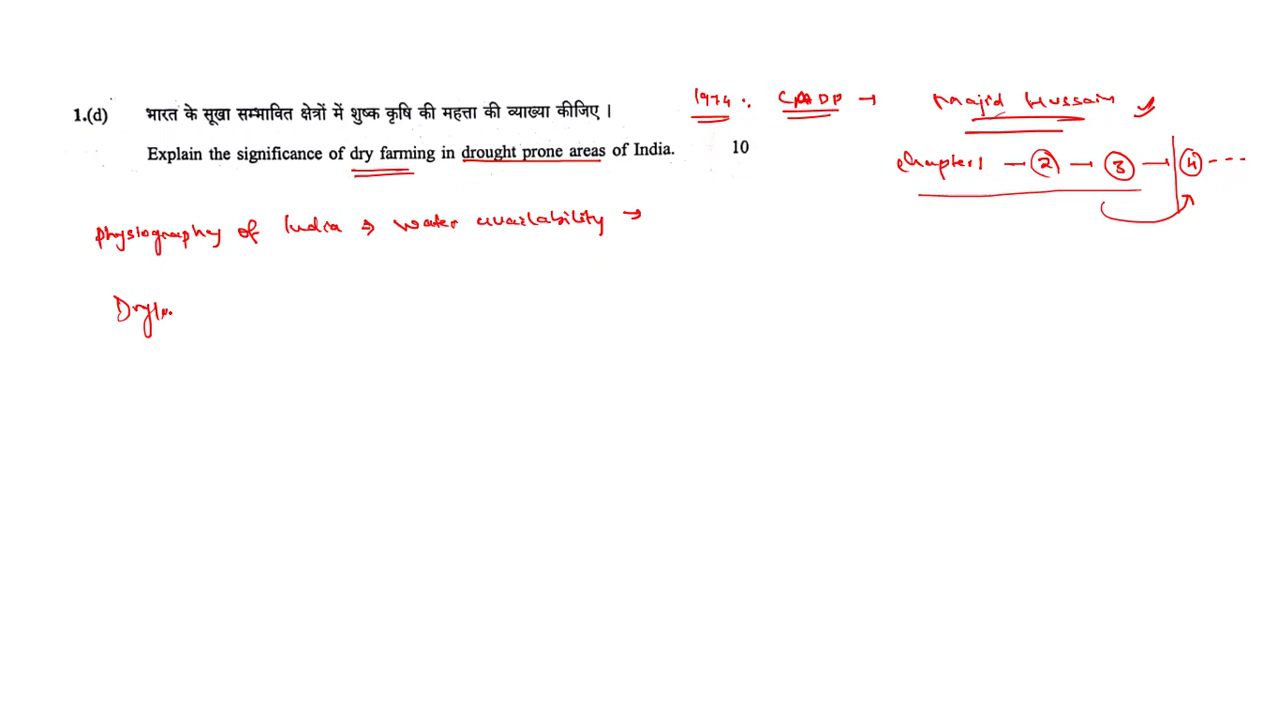 1.(d) भारत के सूखा सम्भावित क्षेत्रों में शुष्क कृषि की महत्ता की व्याख्या कीजिए ।
Explain the significance of dry farming in drought prone areas of India. 10
1974 : CADP → Majid Hussain
Chapter 1 → 2 → 3 → 4 ---
Physiography of India → Water availability →